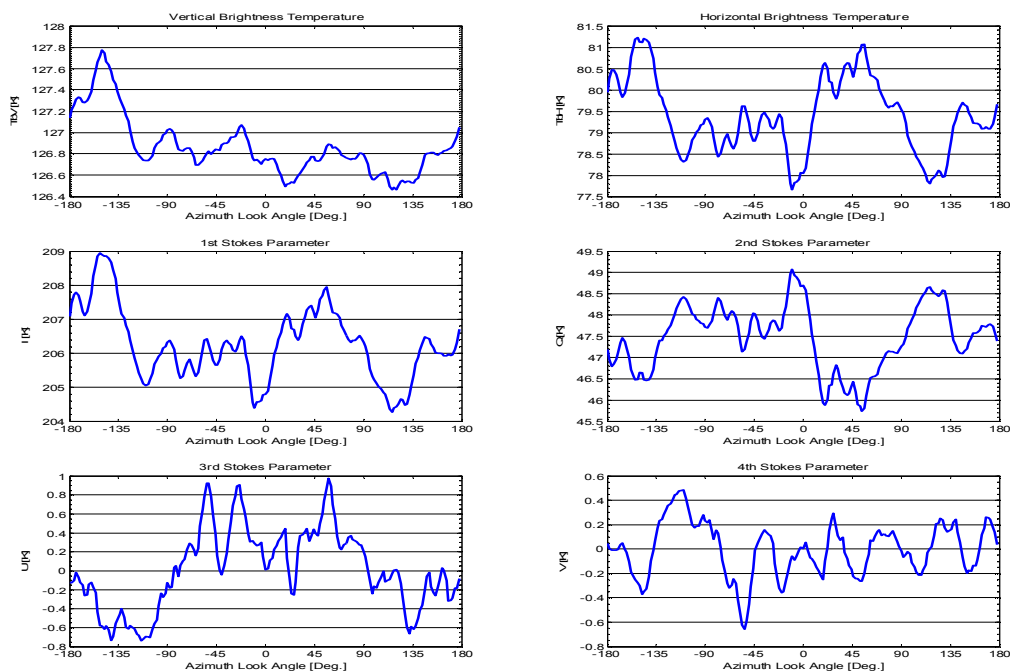 Vertical Brightness Temperature
128
127.8
127.6
127.4
127.2
127
126.8
126.6
126.4
-180 -135 -90 -45 0 45 90 135 180
Azimuth Look Angle [Deg.]
Horizontal Brightness Temperature
81.5
81
80.5
80
79.5
79
78.5
78
77.5
-180 -135 -90 -45 0 45 90 135 180
Azimuth Look Angle [Deg.]
1st Stokes Parameter
I [K]
209
208
207
206
205
204
-180 -135 -90 -45 0 45 90 135 180
Azimuth Look Angle [Deg.]
2nd Stokes Parameter
Q[K]
49.5
49
48.5
48
47.5
47
46.5
46
45.5
-180 -135 -90 -45 0 45 90 135 180
Azimuth Look Angle [Deg.]
3rd Stokes Parameter
U[K]
1
0.8
0.6
0.4
0.2
0
-0.2
-0.4
-0.6
-0.8
-180 -135 -90 -45 0 45 90 135 180
Azimuth Look Angle [Deg.]
4th Stokes Parameter
V[K]
0.6
0.4
0.2
0
-0.2
-0.4
-0.6
-0.8
-180 -135 -90 -45 0 45 90 135 180
Azimuth Look Angle [Deg.]